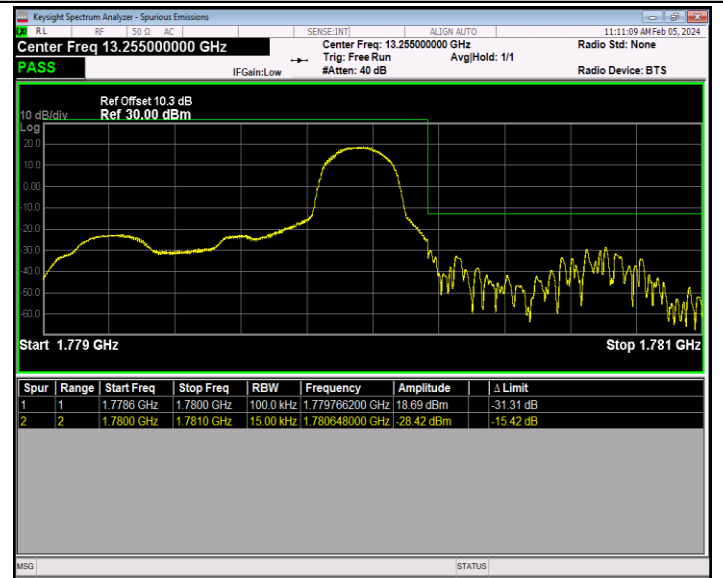 Keysight Spectrum Analyzer - Spurious Emissions
RL RF 50 Ω AC SENSE:INT ALIGN AUTO 11:11:09 AM Feb 05, 2024
Center Freq 13.255000000 GHz Center Freq: 13.255000000 GHz Radio Std: None
Trig: Free Run Avg|Hold: 1/1
PASS IFGain:Low #Atten: 40 dB Radio Device: BTS
Ref Offset 10.3 dB
10 dB/div Ref 30.00 dBm
Log
20.0
10.0
0.00
-10.0
-20.0
-30.0
-40.0
-50.0
-60.0
Start 1.779 GHz Stop 1.781 GHz
Spur Range Start Freq Stop Freq RBW Frequency Amplitude Δ Limit
1 1 1.7786 GHz 1.7800 GHz 100.0 kHz 1.779766200 GHz 18.69 dBm -31.31 dB
2 2 1.7800 GHz 1.7810 GHz 15.00 kHz 1.780648000 GHz -28.42 dBm -15.42 dB
MSG STATUS